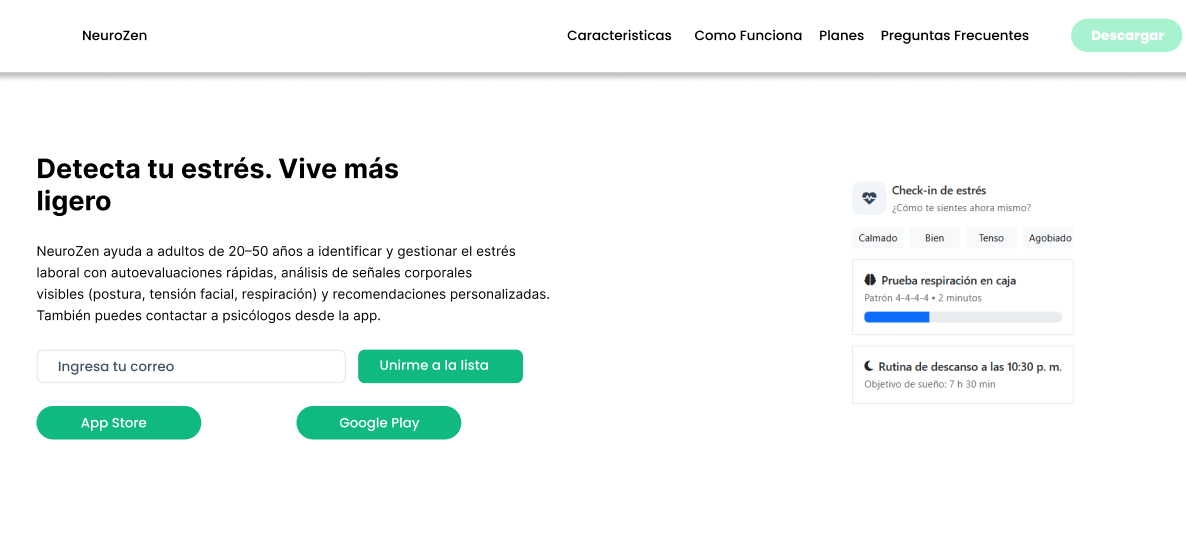 NeuroZen
Caracteristicas
Como Funciona
Planes
Preguntas Frecuentes
Descargar
Detecta tu estrés. Vive más
ligero
NeuroZen ayuda a adultos de 20–50 años a identificar y gestionar el estrés
laboral con autoevaluaciones rápidas, análisis de señales corporales
visibles (postura, tensión facial, respiración) y recomendaciones personalizadas.
También puedes contactar a psicólogos desde la app.
Ingresa tu correo
Unirme a la lista
App Store
Google Play
Check-in de estrés
¿Cómo te sientes ahora mismo?
Calmado
Bien
Tenso
Agobiado
Prueba respiración en caja
Patrón 4-4-4-4 • 2 minutos
Rutina de descanso a las 10:30 p. m.
Objetivo de sueño: 7 h 30 min